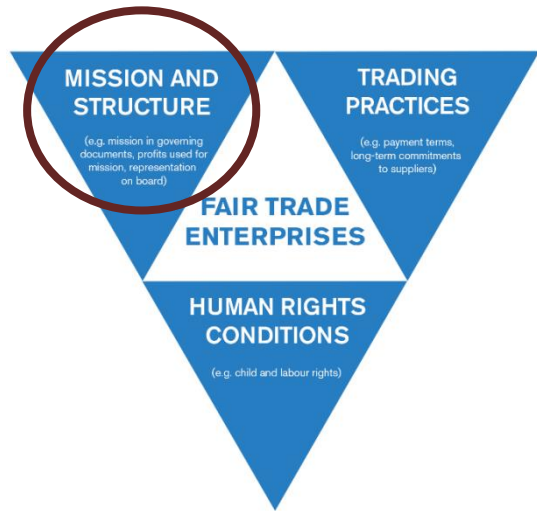 MISSION AND
STRUCTURE
(e.g. mission in governing
documents, profits used for
mission, representation
on board)
TRADING
PRACTICES
(e.g. payment terms,
long-term commitments
to suppliers)
FAIR TRADE
ENTERPRISES
HUMAN RIGHTS
CONDITIONS
(e.g. child and labour rights)